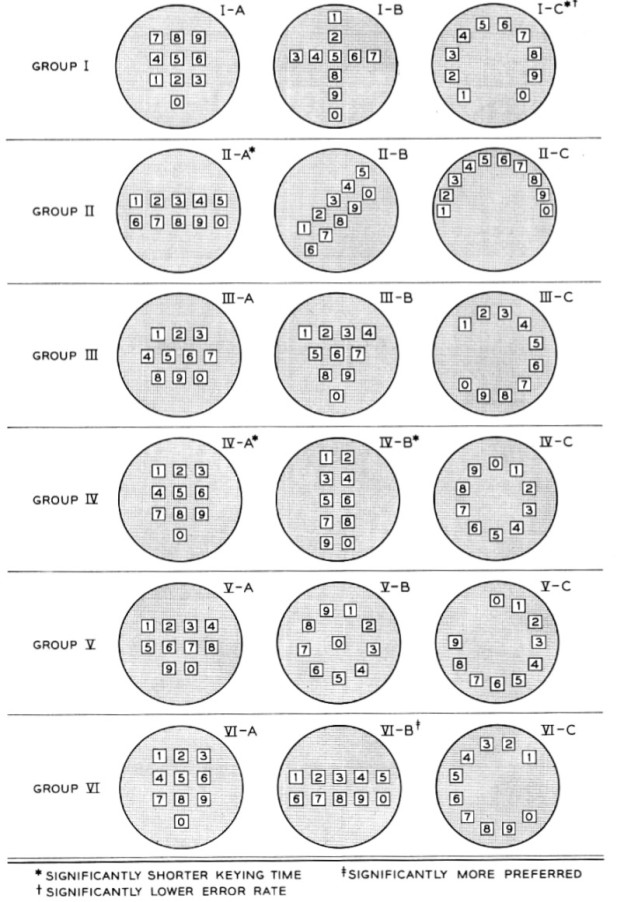 GROUP I
I-A
7 8 9
4 5 6
1 2 3
0
I-B
1
2
3 4 5 6 7
8
9
0
I-C*†
5 6
4 7
3 8
2 9
1 0
GROUP II
II-A*
1 2 3 4 5
6 7 8 9 0
II-B
5
4 0
3 9
2 8
1 7
6
II-C
5 6
4 7
3 8
2 9
1 0
GROUP III
III-A
1 2 3
4 5 6 7
8 9 0
III-B
1 2 3 4
5 6 7
8 9
0
III-C
2 3
1 4
5
6
0 7
9 8
GROUP IV
IV-A*
1 2 3
4 5 6
7 8 9
0
IV-B*
1 2
3 4
5 6
7 8
9 0
IV-C
0
9 1
8 2
7 3
6 4
5
GROUP V
V-A
1 2 3 4
5 6 7 8
9 0
V-B
9 1
8 2
0
7 3
6 4
5
V-C
0 1
2
9 3
8 4
7 6 5
GROUP VI
VI-A
1 2 3
4 5 6
7 8 9
0
VI-B‡
1 2 3 4 5
6 7 8 9 0
VI-C
3 2
4 1
5
6
7 0
8 9
* SIGNIFICANTLY SHORTER KEYING TIME ‡SIGNIFICANTLY MORE PREFERRED
† SIGNIFICANTLY LOWER ERROR RATE